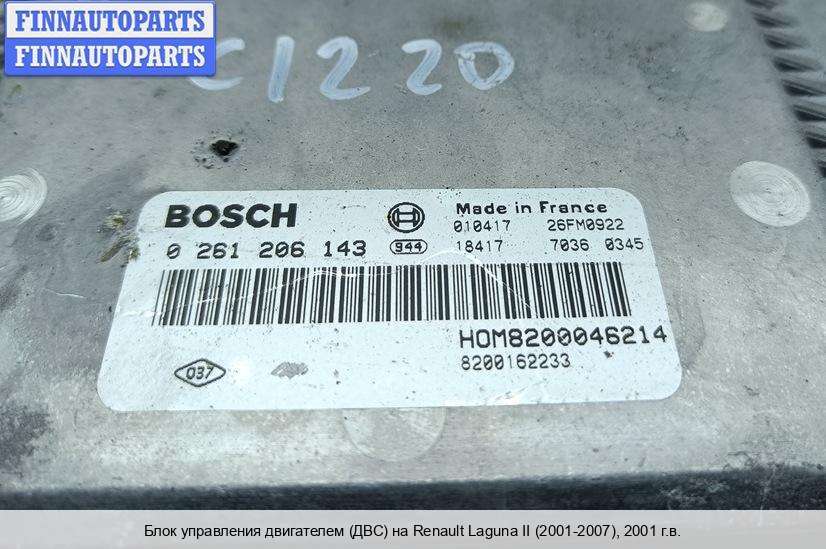 FINNAUTOPARTS
FINNAUTOPARTS
C1220
BOSCH
Made in France
010417 26FM0922
0 261 206 143 944 18417 7036 0345
HOM8200046214
8200162233
037
Блок управления двигателем (ДВС) на Renault Laguna II (2001-2007), 2001 г.в.